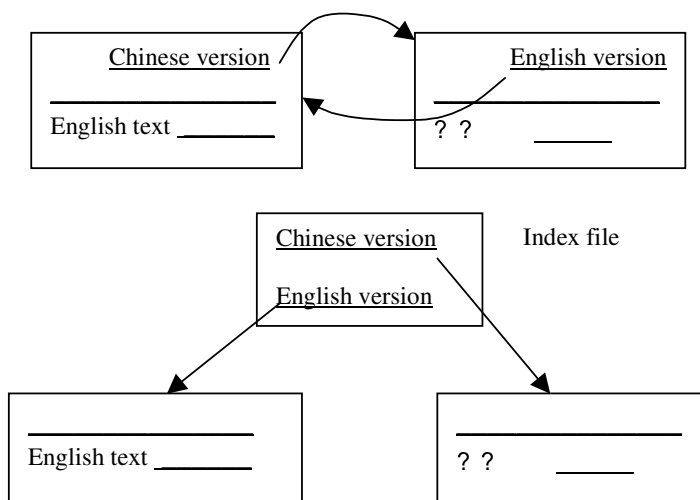 Chinese version
English version
English text
? ?
Chinese version
Index file
English version
English text
? ?